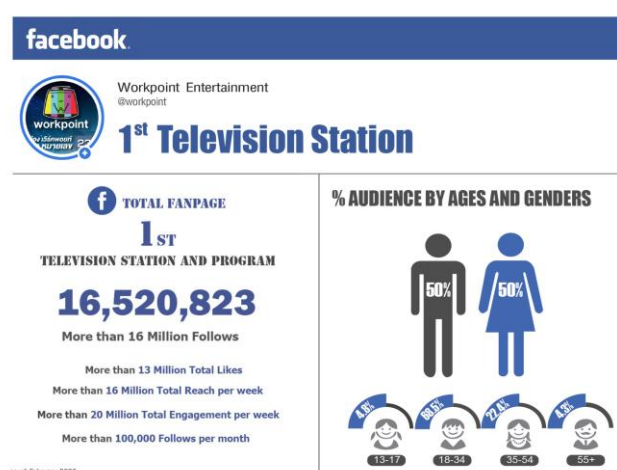 facebook.
Workpoint Entertainment
@workpoint
workpoint
1st Television Station
f TOTAL FANPAGE
1 ST
TELEVISION STATION AND PROGRAM
16,520,823
More than 16 Million Follows
More than 13 Million Total Likes
More than 16 Million Total Reach per week
More than 20 Million Total Engagement per week
More than 100,000 Follows per month
% AUDIENCE BY AGES AND GENDERS
50% 50%
4.8% 68.5% 22.4% 4.3%
13-17 18-34 35-54 55+